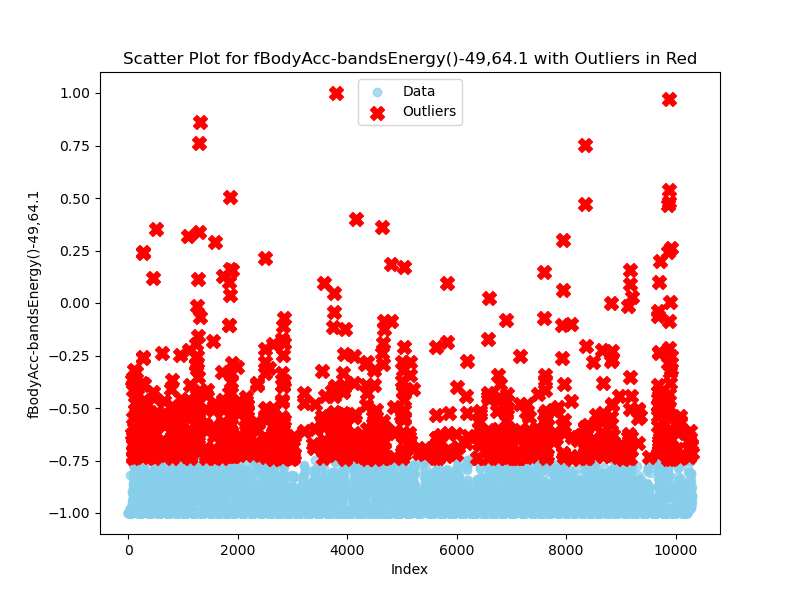 Scatter Plot for fBodyAcc-bandsEnergy()-49,64.1 with Outliers in Red
Data
Outliers
fBodyAcc-bandsEnergy()-49,64.1
1.00
0.75
0.50
0.25
0.00
−0.25
−0.50
−0.75
−1.00
0 2000 4000 6000 8000 10000
Index